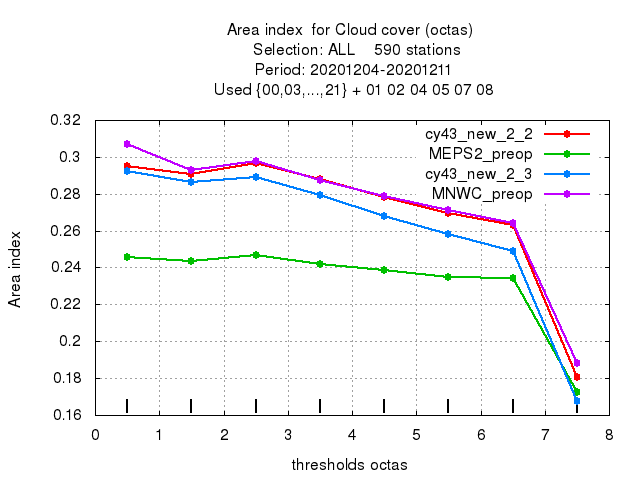 Area index  for Cloud cover (octas)
Selection: ALL    590 stations
Period: 20201204-20201211
Used {00,03,...,21} + 01 02 04 05 07 08
cy43_new_2_2
MEPS2_preop
cy43_new_2_3
MNWC_preop
0.32
0.3
0.28
0.26
0.24
0.22
0.2
0.18
0.16
Area index
0 1 2 3 4 5 6 7 8
thresholds octas